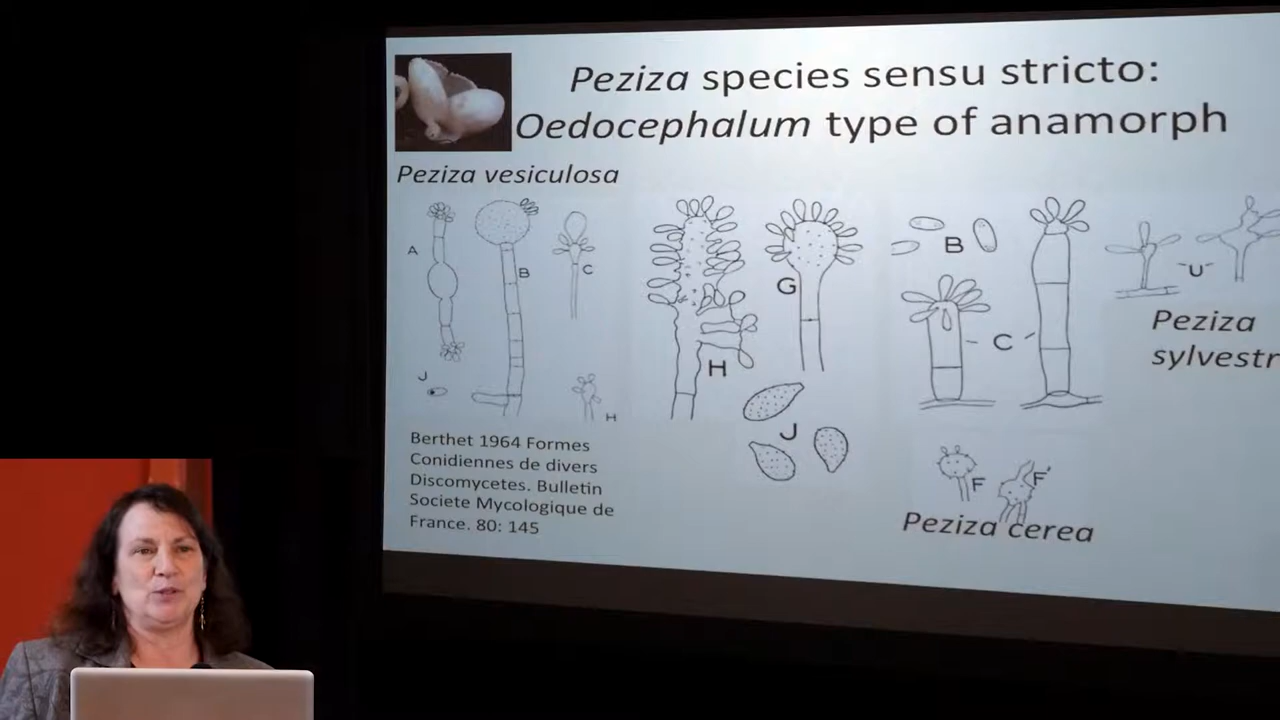 Peziza species sensu stricto:
Oedocephalum type of anamorph
Peziza vesiculosa
A
B
C
J
H
H
G
J
B
C
F
F'
Peziza cerea
U
Peziza
sylvestr
Berthet 1964 Formes
Conidiennes de divers
Discomycetes. Bulletin
Societe Mycologique de
France. 80: 145